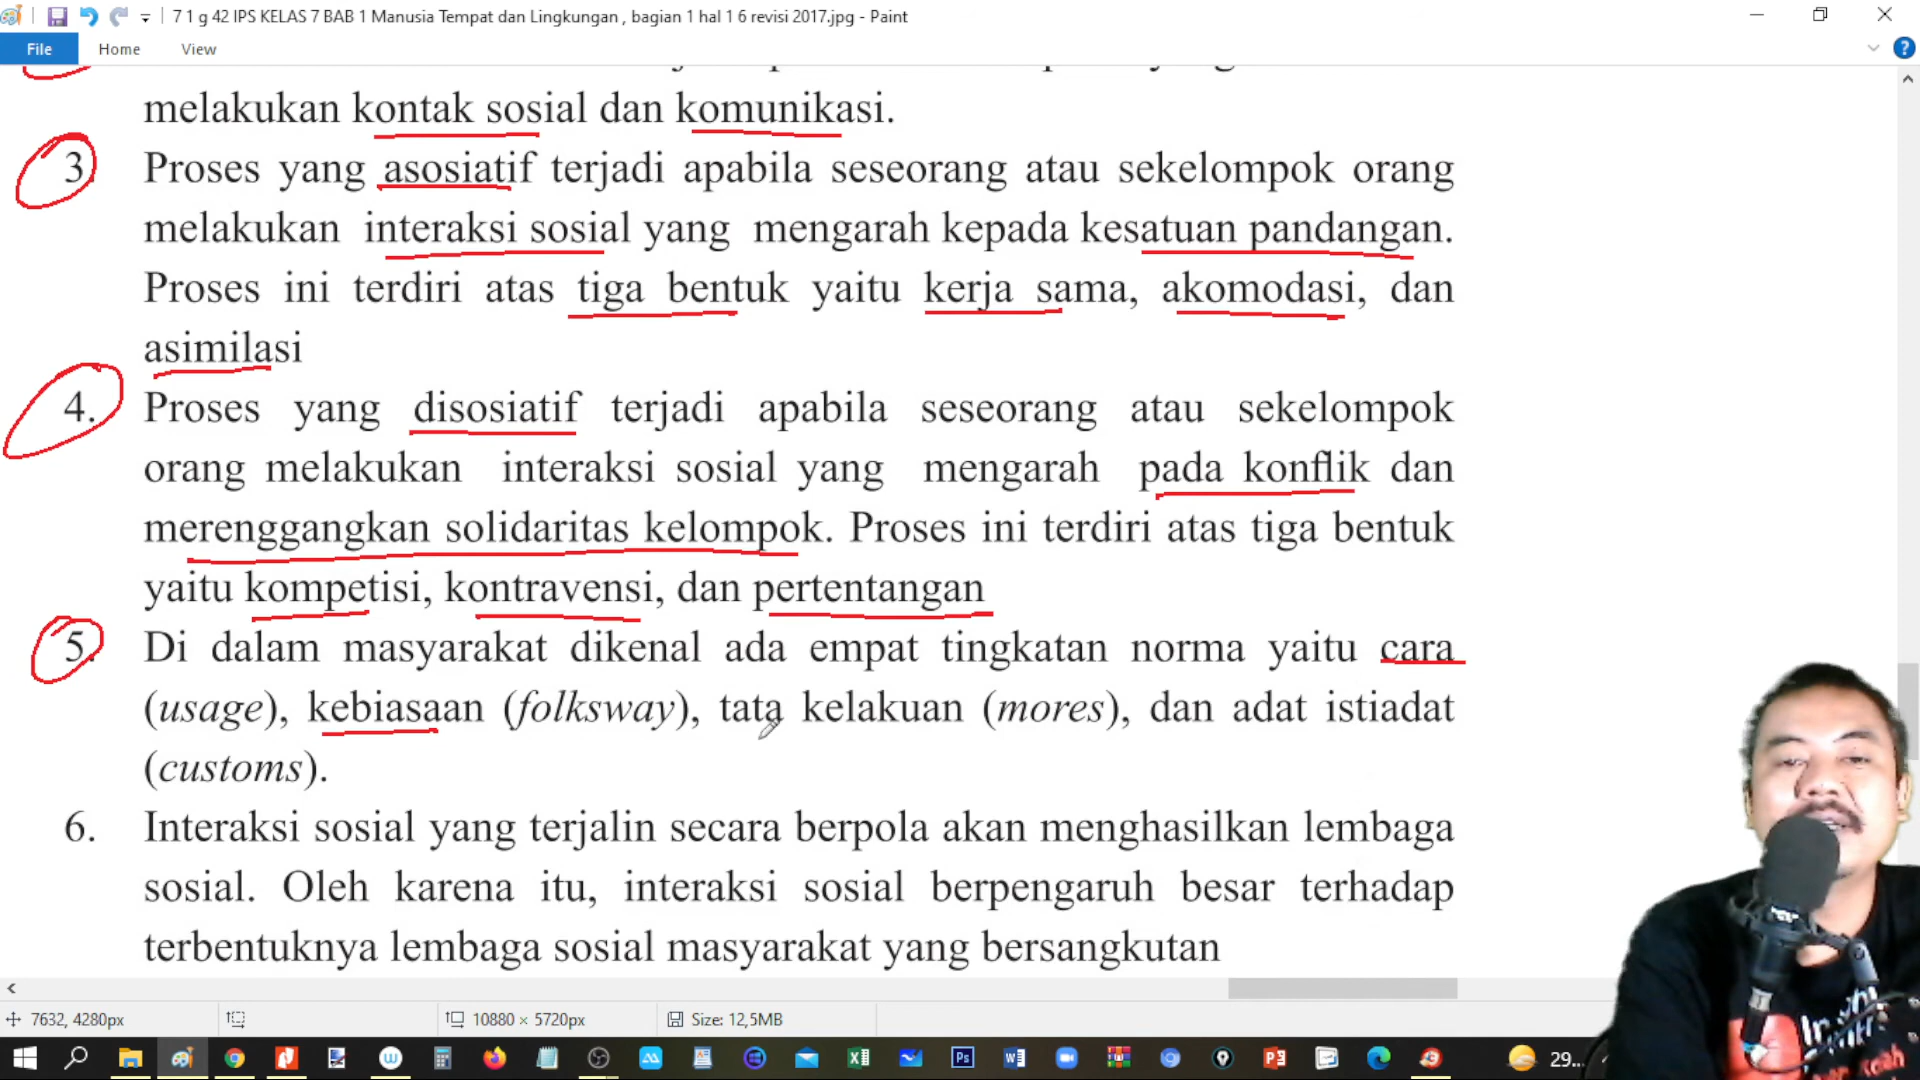 7 1 g 42 IPS KELAS 7 BAB 1 Manusia Tempat dan Lingkungan , bagian 1 hal 1 6 revisi 2017.jpg - Paint
File Home View
melakukan kontak sosial dan komunikasi.
3 Proses yang asosiatif terjadi apabila seseorang atau sekelompok orang
melakukan interaksi sosial yang mengarah kepada kesatuan pandangan.
Proses ini terdiri atas tiga bentuk yaitu kerja sama, akomodasi, dan
asimilasi
4. Proses yang disosiatif terjadi apabila seseorang atau sekelompok
orang melakukan interaksi sosial yang mengarah pada konflik dan
merenggangkan solidaritas kelompok. Proses ini terdiri atas tiga bentuk
yaitu kompetisi, kontravensi, dan pertentangan
5. Di dalam masyarakat dikenal ada empat tingkatan norma yaitu cara
(usage), kebiasaan (folksway), tata kelakuan (mores), dan adat istiadat
(customs).
6. Interaksi sosial yang terjalin secara berpola akan menghasilkan lembaga
sosial. Oleh karena itu, interaksi sosial berpengaruh besar terhadap
terbentuknya lembaga sosial masyarakat yang bersangkutan
7632, 4280px 10880 × 5720px Size: 12,5MB
29...